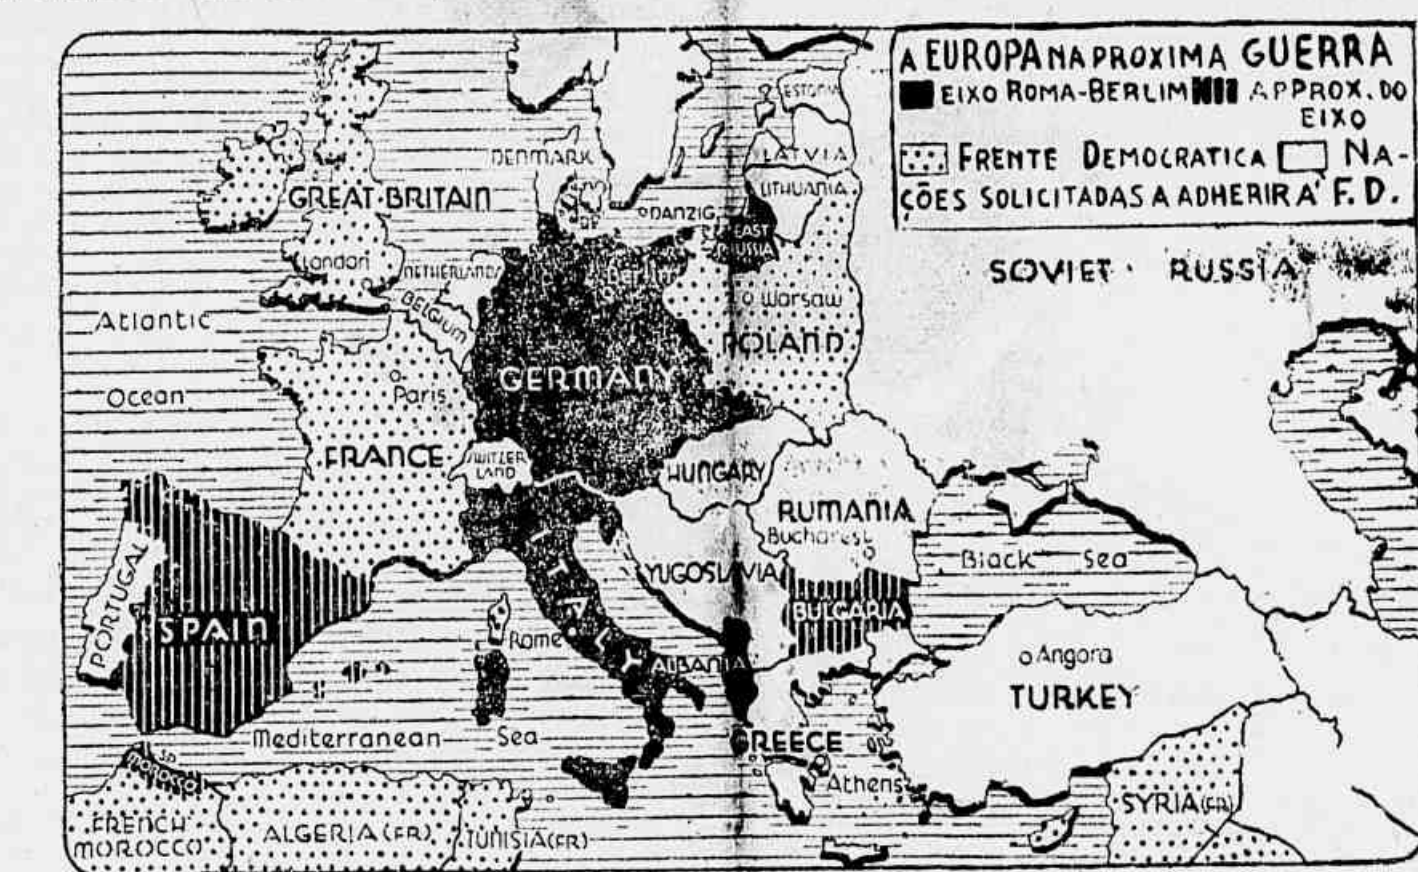 A EUROPA NA PROXIMA GUERRA
EIXO ROMA-BERLIM APPROX. DO
EIXO
FRENTE DEMOCRATICA NA-
ÇÕES SOLICITADAS A ADHERIR Á F.D.
ESTONIA
LATVIA
LITHUANIA
DENMARK
GREAT-BRITAIN
DANZIG
EAST
PRUSSIA
London
NETHERLANDS
Berlin
SOVIET RUSSIA
BELGIUM
Warsaw
POLAND
Atlantic
Ocean
GERMANY
Paris
FRANCE
SWITZER
LAND
HUNGARY
RUMANIA
Bucharest
Black Sea
YUGOSLAVIA
BULGARIA
PORTUGAL
SPAIN
ITALY
Rome
ALBANIA
Angora
TURKEY
Mediterranean Sea
GREECE
Athens
SP.
MOROCCO
FRENCH
MOROCCO
ALGERIA (FR)
TUNISIA (FR)
SYRIA (FR)